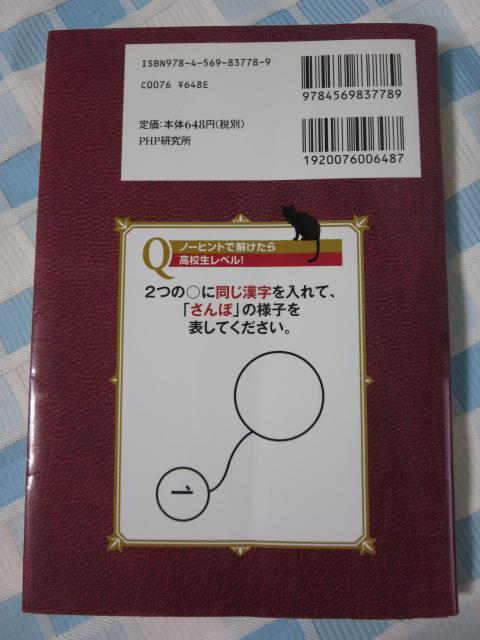 ISBN978-4-569-83778-9
C0076 ¥648E
9784569837789
定価:本体648円(税別)
PHP研究所
1920076006487
Q ノーヒントで解けたら
高校生レベル!
2つの○に同じ漢字を入れて、
「さんぽ」の様子を
表してください。